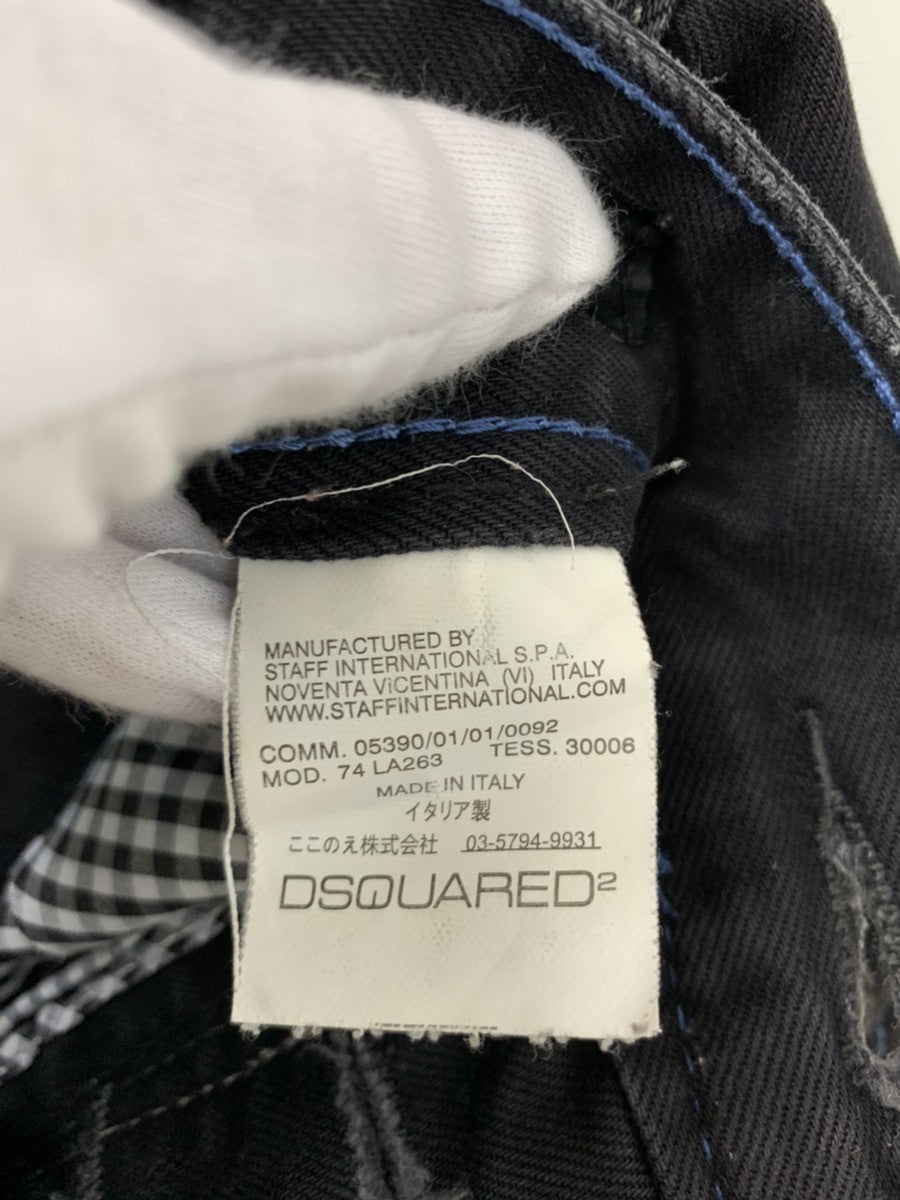 MANUFACTURED BY
STAFF INTERNATIONAL S.P.A.
NOVENTA ViCENTINA (VI) ITALY
WWW.STAFFiNTERNATIONAL.COM
COMM. 05390/01/01/0092
MOD. 74 LA263 TESS. 30006
MADE IN ITALY
イタリア製
ここのえ株式会社 03-5794-9931
DSQUARED2